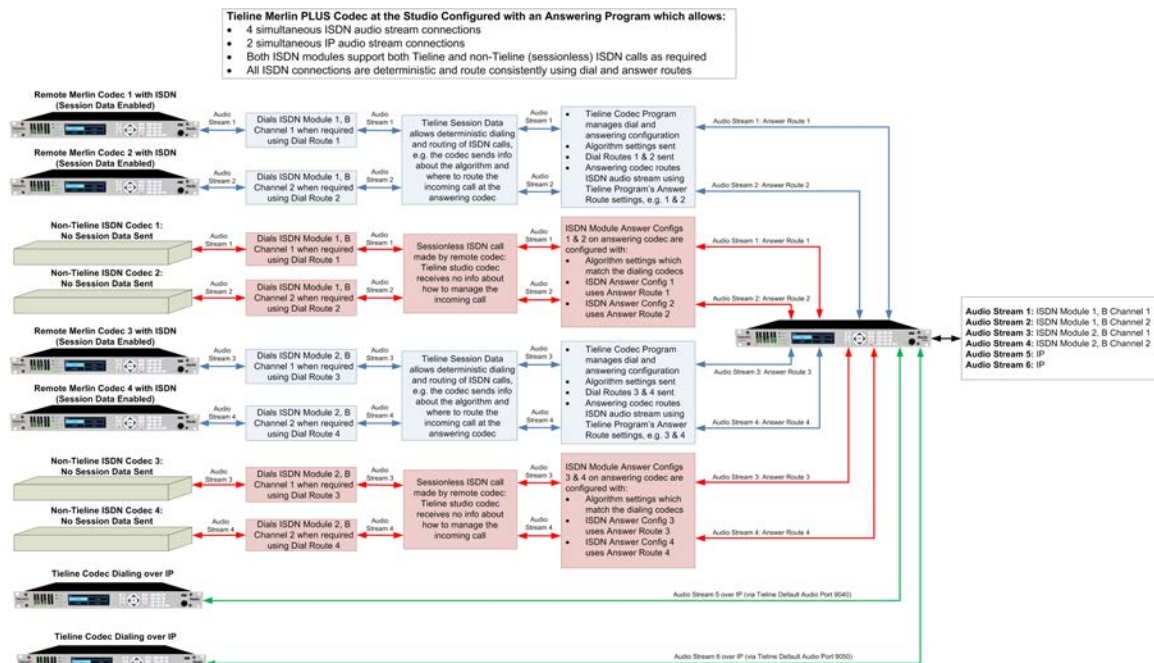 Tieline Merlin PLUS Codec at the Studio Configured with an Answering Program which allows:
• 4 simultaneous ISDN audio stream connections
• 2 simultaneous IP audio stream connections
• Both ISDN modules support both Tieline and non-Tieline (sessionless) ISDN calls as required
• All ISDN connections are deterministic and route consistently using dial and answer routes
Remote Merlin Codec 1 with ISDN
(Session Data Enabled)
Audio
Stream 1
Dials ISDN Module 1, B
Channel 1 when required
using Dial Route 1
Audio
Stream 1
Remote Merlin Codec 2 with ISDN
(Session Data Enabled)
Audio
Stream 2
Dials ISDN Module 1, B
Channel 2 when required
using Dial Route 2
Audio
Stream 2
Tieline Session Data
allows deterministic dialing
and routing of ISDN calls,
e.g. the codec sends info
about the algorithm and
where to route the
incoming call at the
answering codec
Audio
Stream 1
Audio
Stream 2
• Tieline Codec Program
manages dial and
answering configuration
• Algorithm settings sent
• Dial Routes 1 & 2 sent
• Answering codec routes
ISDN audio stream using
Tieline Program's Answer
Route settings, e.g. 1 & 2
Audio Stream 1: Answer Route 1
Audio Stream 2: Answer Route 2
Non-Tieline ISDN Codec 1:
No Session Data Sent
Audio
Stream 1
Dials ISDN Module 1, B
Channel 1 when required
using Dial Route 1
Audio
Stream 1
Non-Tieline ISDN Codec 2:
No Session Data Sent
Audio
Stream 2
Dials ISDN Module 1, B
Channel 2 when required
using Dial Route 2
Audio
Stream 2
Sessionless ISDN call
made by remote codec:
Tieline studio codec
receives no info about
how to manage the
incoming call
Audio
Stream 1
Audio
Stream 2
ISDN Module Answer Configs
1 & 2 on answering codec are
configured with:
• Algorithm settings which
match the dialing codecs
• ISDN Answer Config 1
uses Answer Route 1
• ISDN Answer Config 2
uses Answer Route 2
Audio Stream 1: Answer Route 1
Audio Stream 2: Answer Route 2
Remote Merlin Codec 3 with ISDN
(Session Data Enabled)
Audio
Stream 3
Dials ISDN Module 2, B
Channel 1 when required
using Dial Route 3
Audio
Stream 3
Remote Merlin Codec 4 with ISDN
(Session Data Enabled)
Audio
Stream 4
Dials ISDN Module 2, B
Channel 2 when required
using Dial Route 4
Audio
Stream 4
Tieline Session Data
allows deterministic dialing
and routing of ISDN calls,
e.g. the codec sends info
about the algorithm and
where to route the
incoming call at the
answering codec
Audio
Stream 3
Audio
Stream 4
• Tieline Codec Program
manages dial and
answering configuration
• Algorithm settings sent
• Dial Routes 3 & 4 sent
• Answering codec routes
ISDN audio stream using
Tieline Program's Answer
Route settings, e.g. 3 & 4
Audio Stream 3: Answer Route 3
Audio Stream 4: Answer Route 4
Audio Stream 1: ISDN Module 1, B Channel 1
Audio Stream 2: ISDN Module 1, B Channel 2
Audio Stream 3: ISDN Module 2, B Channel 1
Audio Stream 4: ISDN Module 2, B Channel 2
Audio Stream 5: IP
Audio Stream 6: IP
Non-Tieline ISDN Codec 3:
No Session Data Sent
Audio
Stream 3
Dials ISDN Module 2, B
Channel 1 when required
using Dial Route 3
Audio
Stream 3
Non-Tieline ISDN Codec 4:
No Session Data Sent
Audio
Stream 4
Dials ISDN Module 2, B
Channel 2 when required
using Dial Route 4
Audio
Stream 4
Sessionless ISDN call
made by remote codec:
Tieline studio codec
receives no info about
how to manage the
incoming call
Audio
Stream 3
Audio
Stream 4
ISDN Module Answer Configs
3 & 4 on answering codec are
configured with:
• Algorithm settings which
match the dialing codecs
• ISDN Answer Config 3
uses Answer Route 3
• ISDN Answer Config 4
uses Answer Route 4
Audio Stream 3: Answer Route 3
Audio Stream 4: Answer Route 4
Tieline Codec Dialing over IP
Audio Stream 5 over IP (via Tieline Default Audio Port 9040)
Tieline Codec Dialing over IP
Audio Stream 6 over IP (via Tieline Default Audio Port 9050)